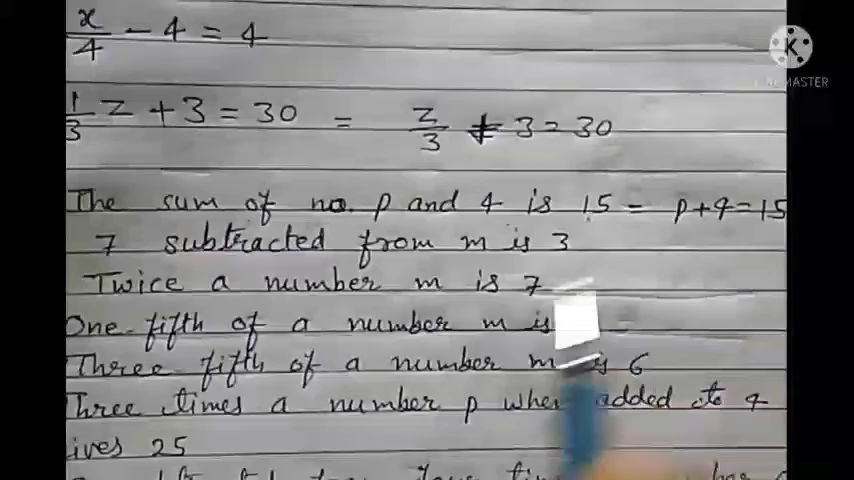 x/4 - 4 = 4
K
MASTER
1/3 z + 3 = 30 = z/3 + 3 = 30
The sum of no. p and 4 is 15 = p+4=15
7 subtracted from m is 3
Twice a number m is 7
One fifth of a number m is
Three fifth of a number m is 6
Three times a number p when added to 4
ives 25